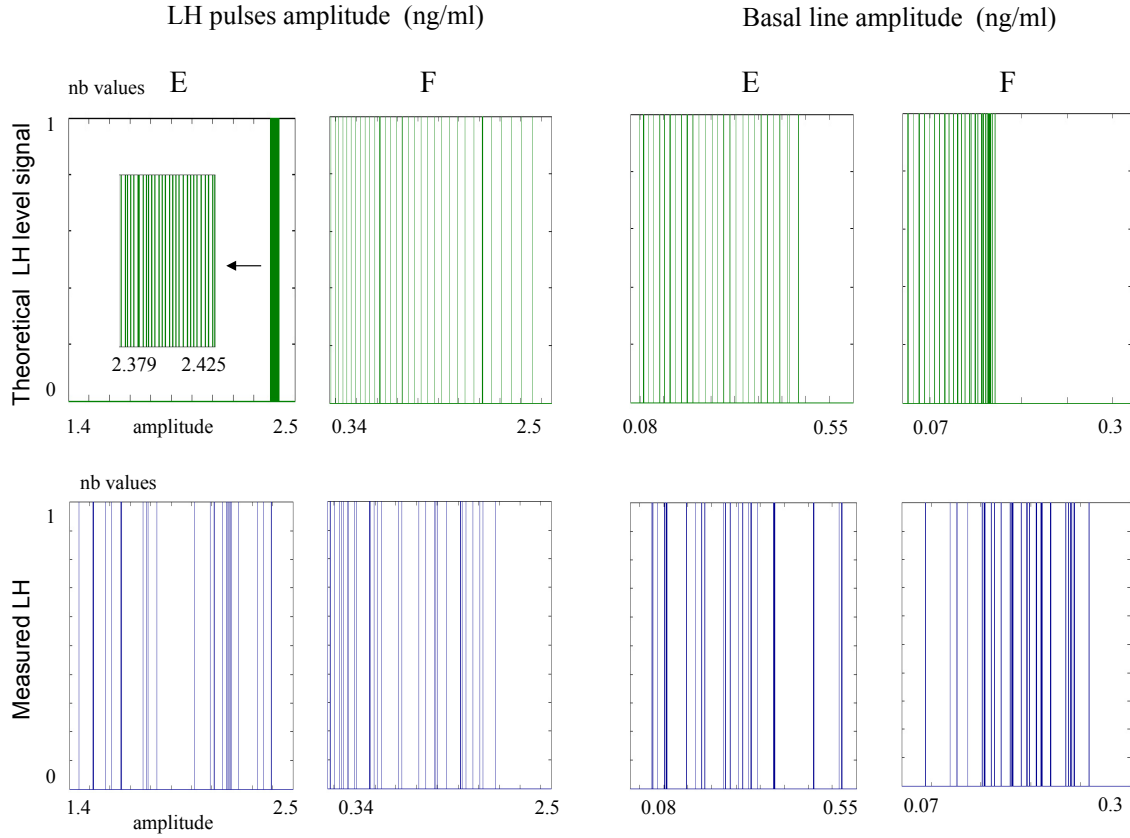 LH pulses amplitude (ng/ml)
Basal line amplitude (ng/ml)
nb values
E
F
E
F
Theoretical LH level signal
1
0
2.379
2.425
1.4
amplitude
2.5
0.34
2.5
0.08
0.55
0.07
0.3
nb values
Measured LH
1
0
1.4
amplitude
2.5
0.34
2.5
0.08
0.55
0.07
0.3